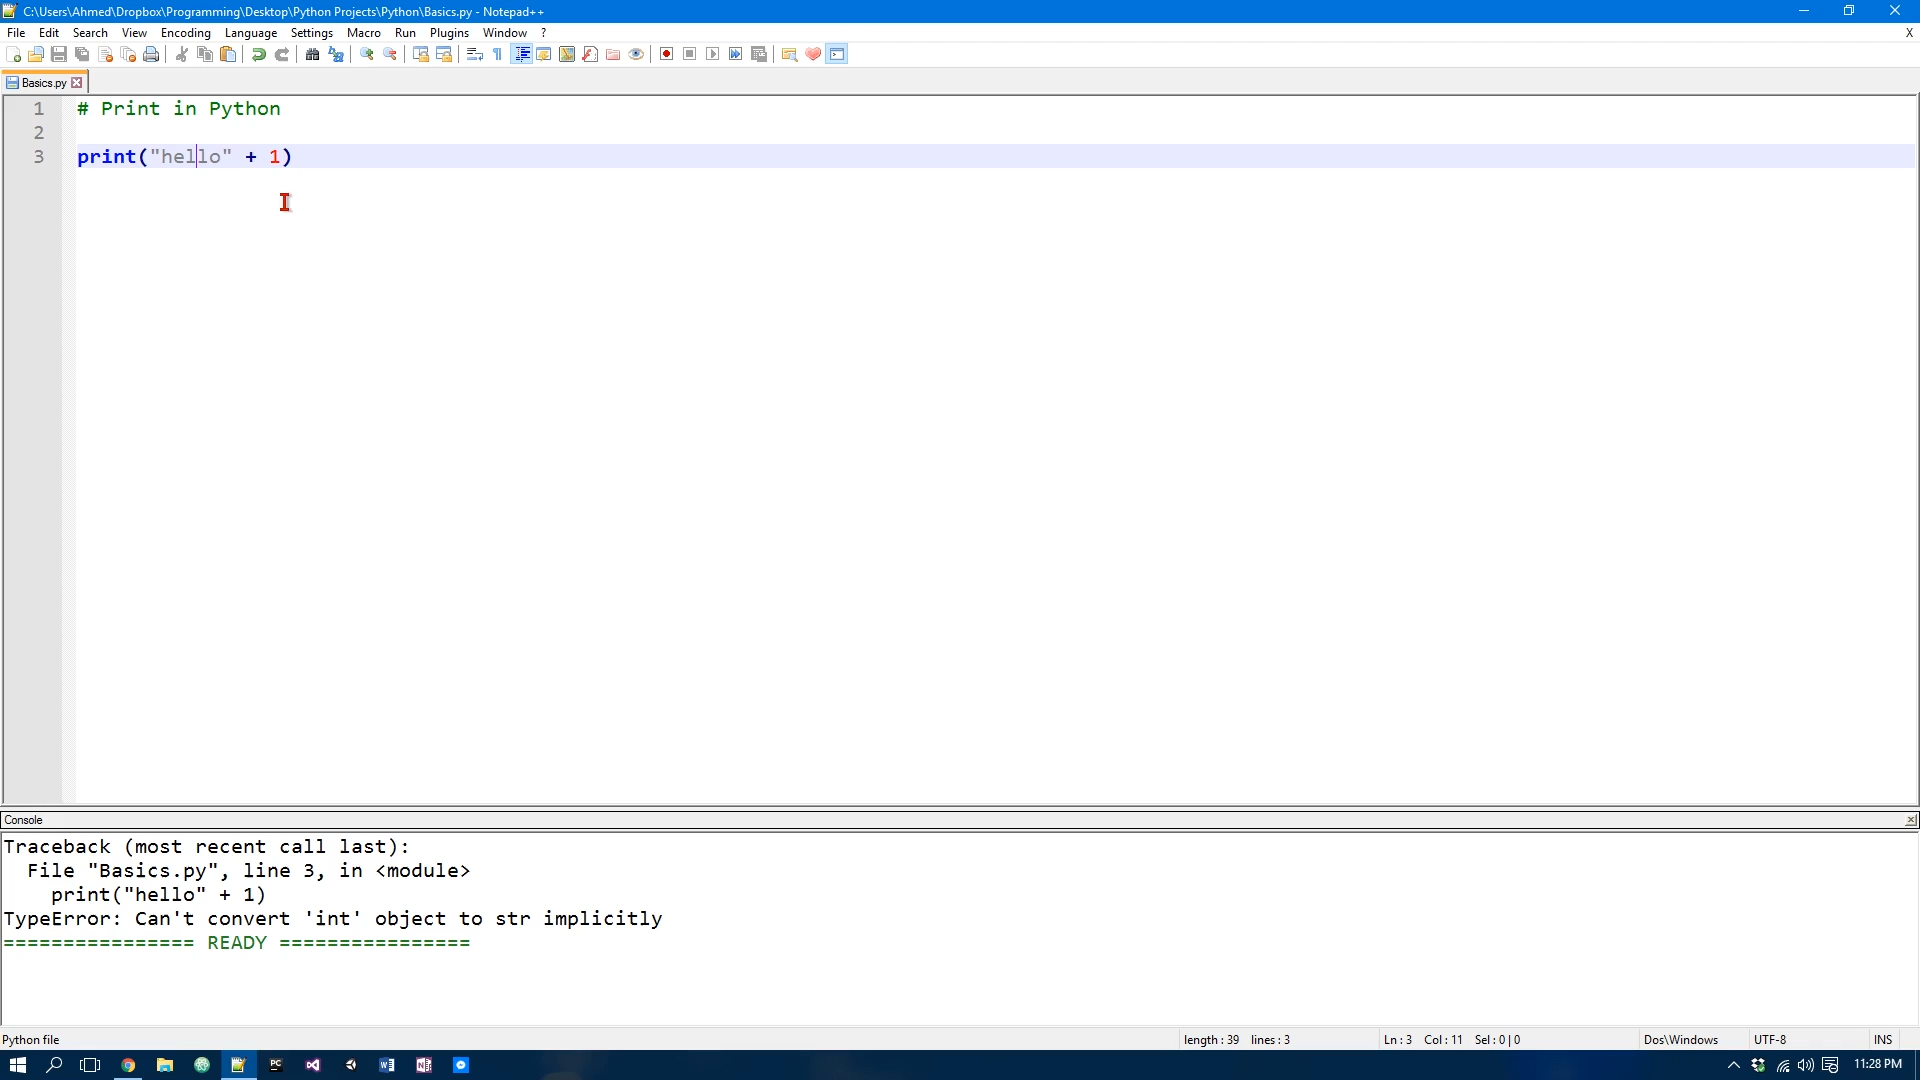 C:\Users\Ahmed\Dropbox\Programming\Desktop\Python Projects\Python\Basics.py - Notepad++
File Edit Search View Encoding Language Settings Macro Run Plugins Window ? X
Basics.py
1 # Print in Python
2
3 print("hello" + 1)
Console
Traceback (most recent call last):
File "Basics.py", line 3, in <module>
print("hello" + 1)
TypeError: Can't convert 'int' object to str implicitly
================ READY ================
Python file length : 39 lines : 3 Ln : 3 Col : 11 Sel : 0 | 0 Dos\Windows UTF-8 INS
11:28 PM